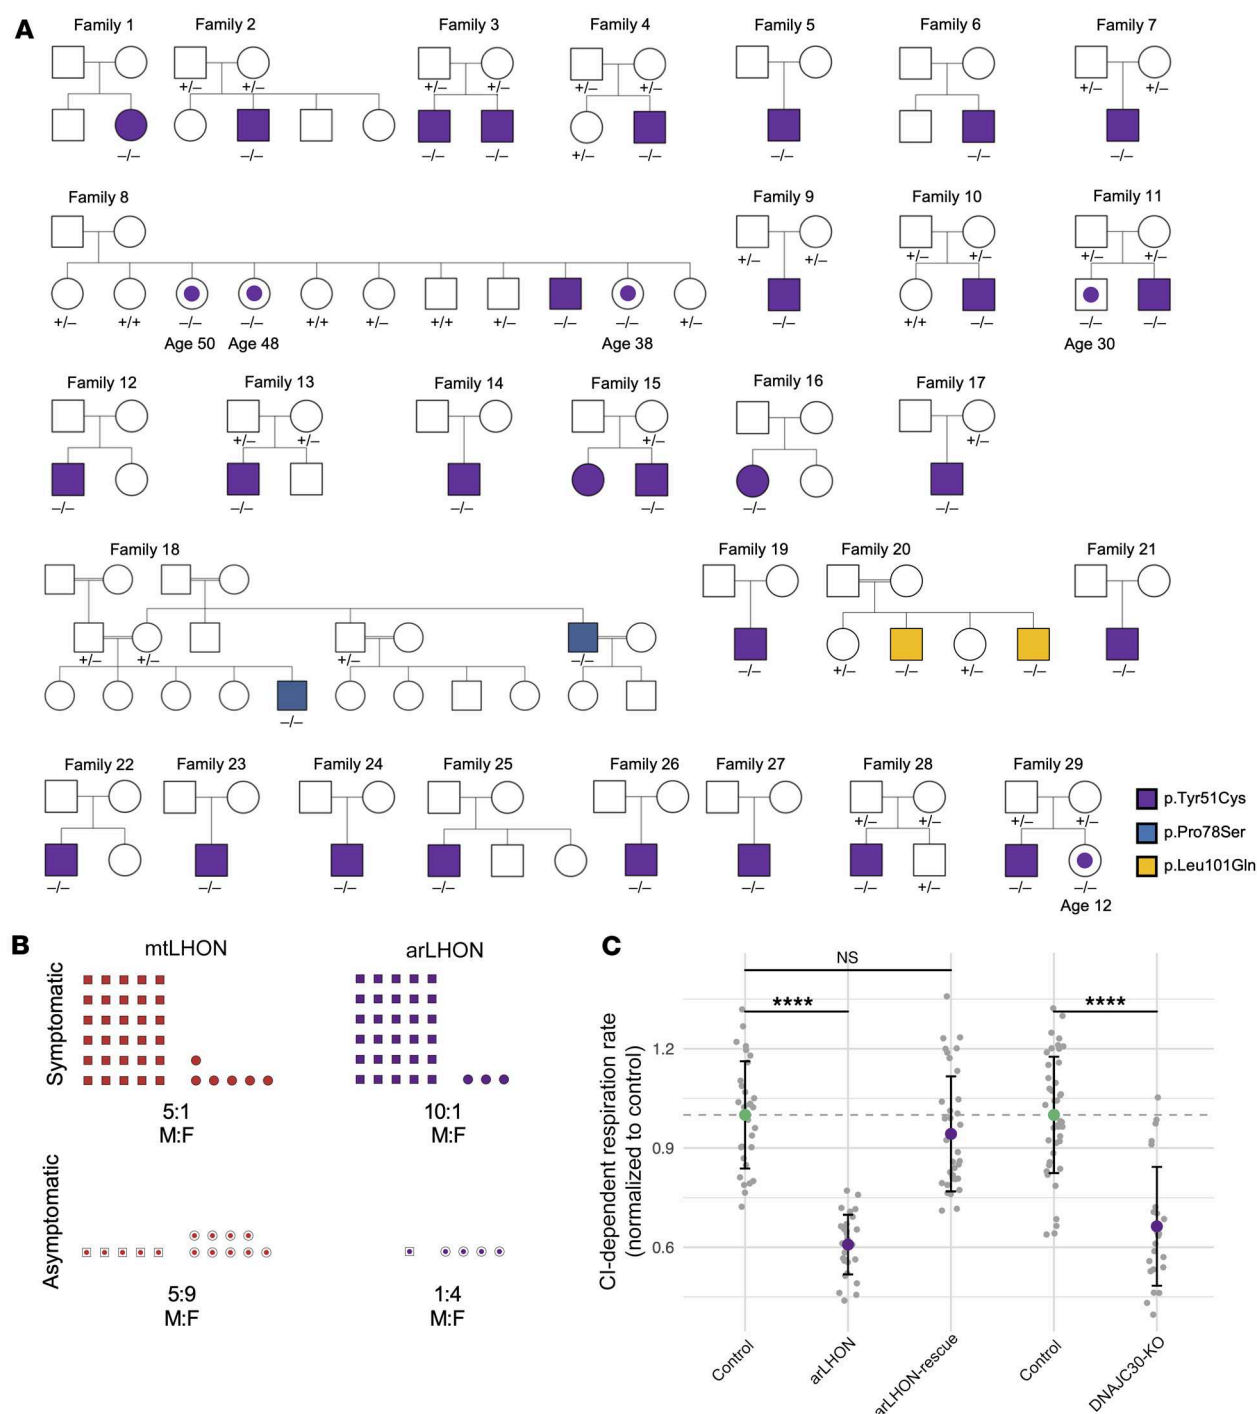 A
Family 1 Family 2 Family 3 Family 4 Family 5 Family 6 Family 7
+/– +/– +/– +/– +/– +/– +/– +/–
–/– –/– –/– –/– +/– –/– –/– –/– –/–
Family 8 Family 9 Family 10 Family 11
+/– +/– +/– +/– +/– +/–
+/– +/+ –/– –/– +/+ +/– +/+ +/– –/– –/– +/– –/– +/+ –/– –/– –/–
Age 50 Age 48 Age 38 Age 30
Family 12 Family 13 Family 14 Family 15 Family 16 Family 17
+/– +/– +/– +/–
–/– –/– –/– –/– –/– –/–
Family 18 Family 19 Family 20 Family 21
+/– +/– +/– –/– –/– +/– –/– +/– –/– –/–
–/–
Family 22 Family 23 Family 24 Family 25 Family 26 Family 27 Family 28 Family 29
+/– +/– +/– +/–
–/– –/– –/– –/– –/– –/– –/– +/– –/– –/–
Age 12
p.Tyr51Cys
p.Pro78Ser
p.Leu101Gln
B
mtLHON arLHON
Symptomatic
5:1 10:1
M:F M:F
Asymptomatic
5:9 1:4
M:F M:F
C
CI-dependent respiration rate
(normalized to control)
NS
**** ****
1.2
0.9
0.6
Control arLHON arLHON-rescue Control DNAJC30-KO